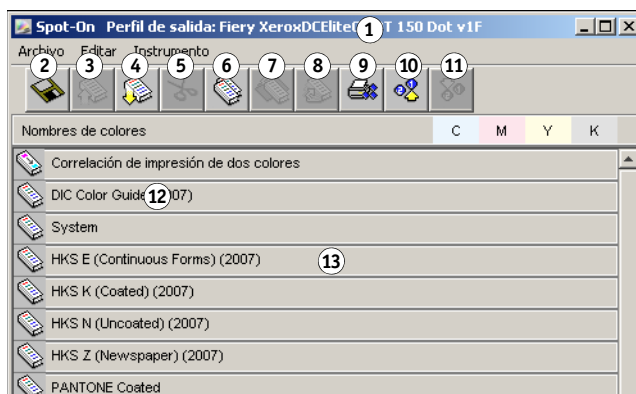 Spot-On Perfil de salida: Fiery XeroxDCElite 1 T 150 Dot v1F
Archivo Editar Instrumento
2 3 4 5 6 7 8 9 10 11
Nombres de colores C M Y K
Correlación de impresión de dos colores
DIC Color Guide 12 007)
System
HKS E (Continuous Forms) (2007) 13
HKS K (Coated) (2007)
HKS N (Uncoated) (2007)
HKS Z (Newspaper) (2007)
PANTONE Coated